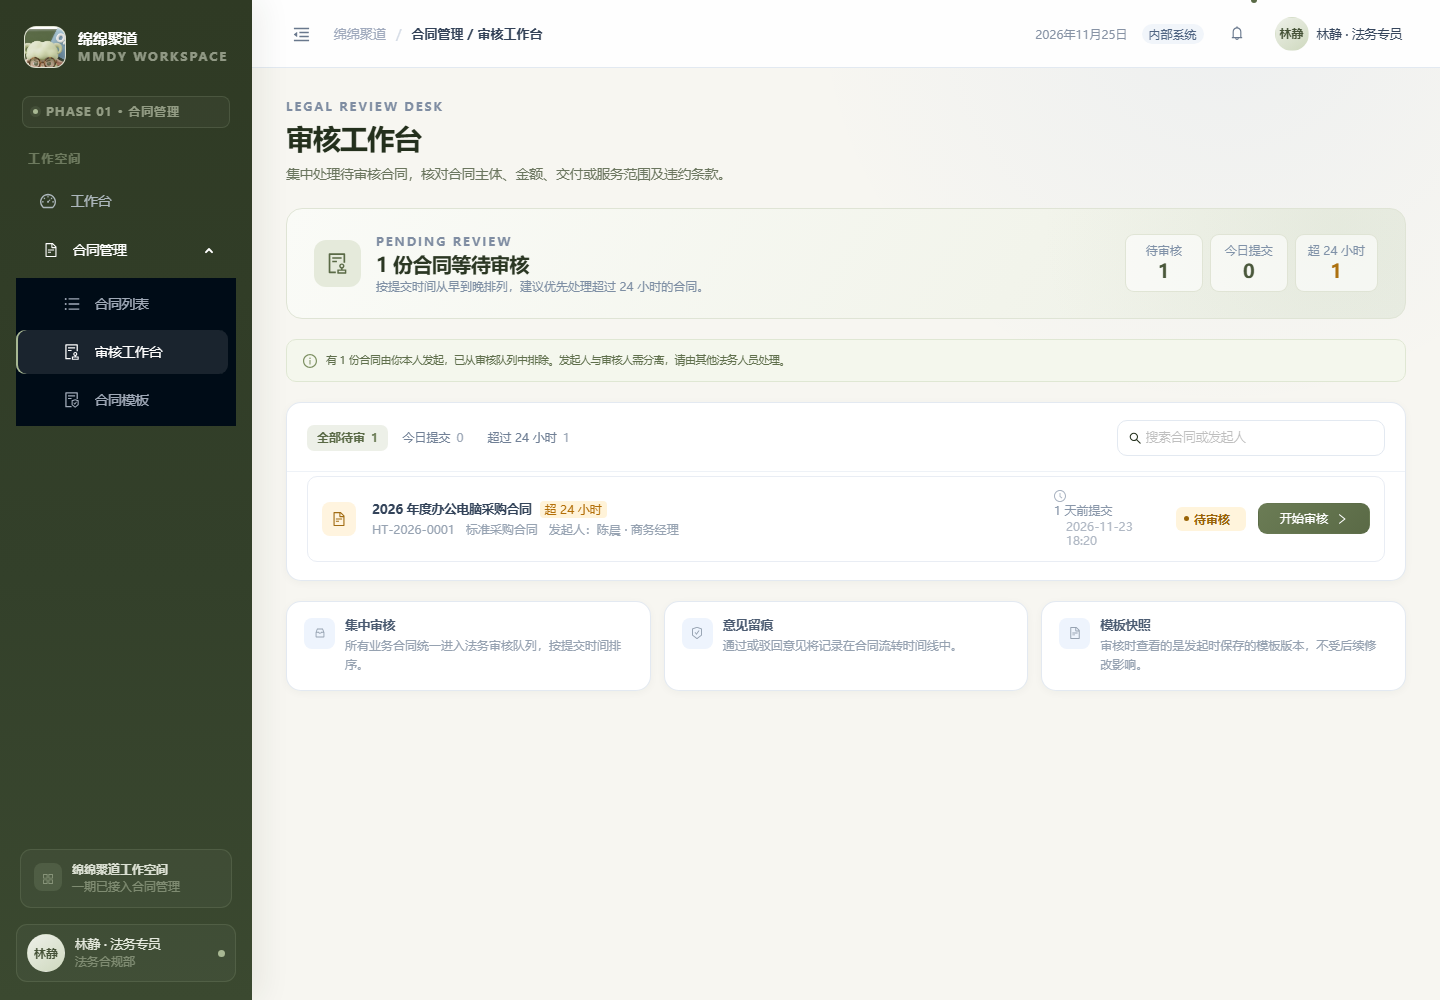 绵绵聚道
MMDY WORKSPACE
PHASE 01 • 合同管理
工作空间
工作台
合同管理
合同列表
审核工作台
合同模板
绵绵聚道工作空间
一期已接入合同管理
林静
林静 · 法务专员
法务合规部
绵绵聚道 / 合同管理 / 审核工作台
2026年11月25日
内部系统
林静
林静 · 法务专员
LEGAL REVIEW DESK
审核工作台
集中处理待审核合同，核对合同主体、金额、交付或服务范围及违约条款。
PENDING REVIEW
1 份合同等待审核
按提交时间从早到晚排列，建议优先处理超过 24 小时的合同。
待审核
1
今日提交
0
超 24 小时
1
有 1 份合同由你本人发起，已从审核队列中排除。发起人与审核人需分离，请由其他法务人员处理。
全部待审 1
今日提交 0
超过 24 小时 1
搜索合同或发起人
2026 年度办公电脑采购合同 超 24 小时
HT-2026-0001 标准采购合同 发起人：陈晨 · 商务经理
1 天前提交
2026-11-23
18:20
待审核
开始审核
集中审核
所有业务合同统一进入法务审核队列，按提交时间排
序。
意见留痕
通过或驳回意见将记录在合同流转时间线中。
模板快照
审核时查看的是发起时保存的模板版本，不受后续修
改影响。